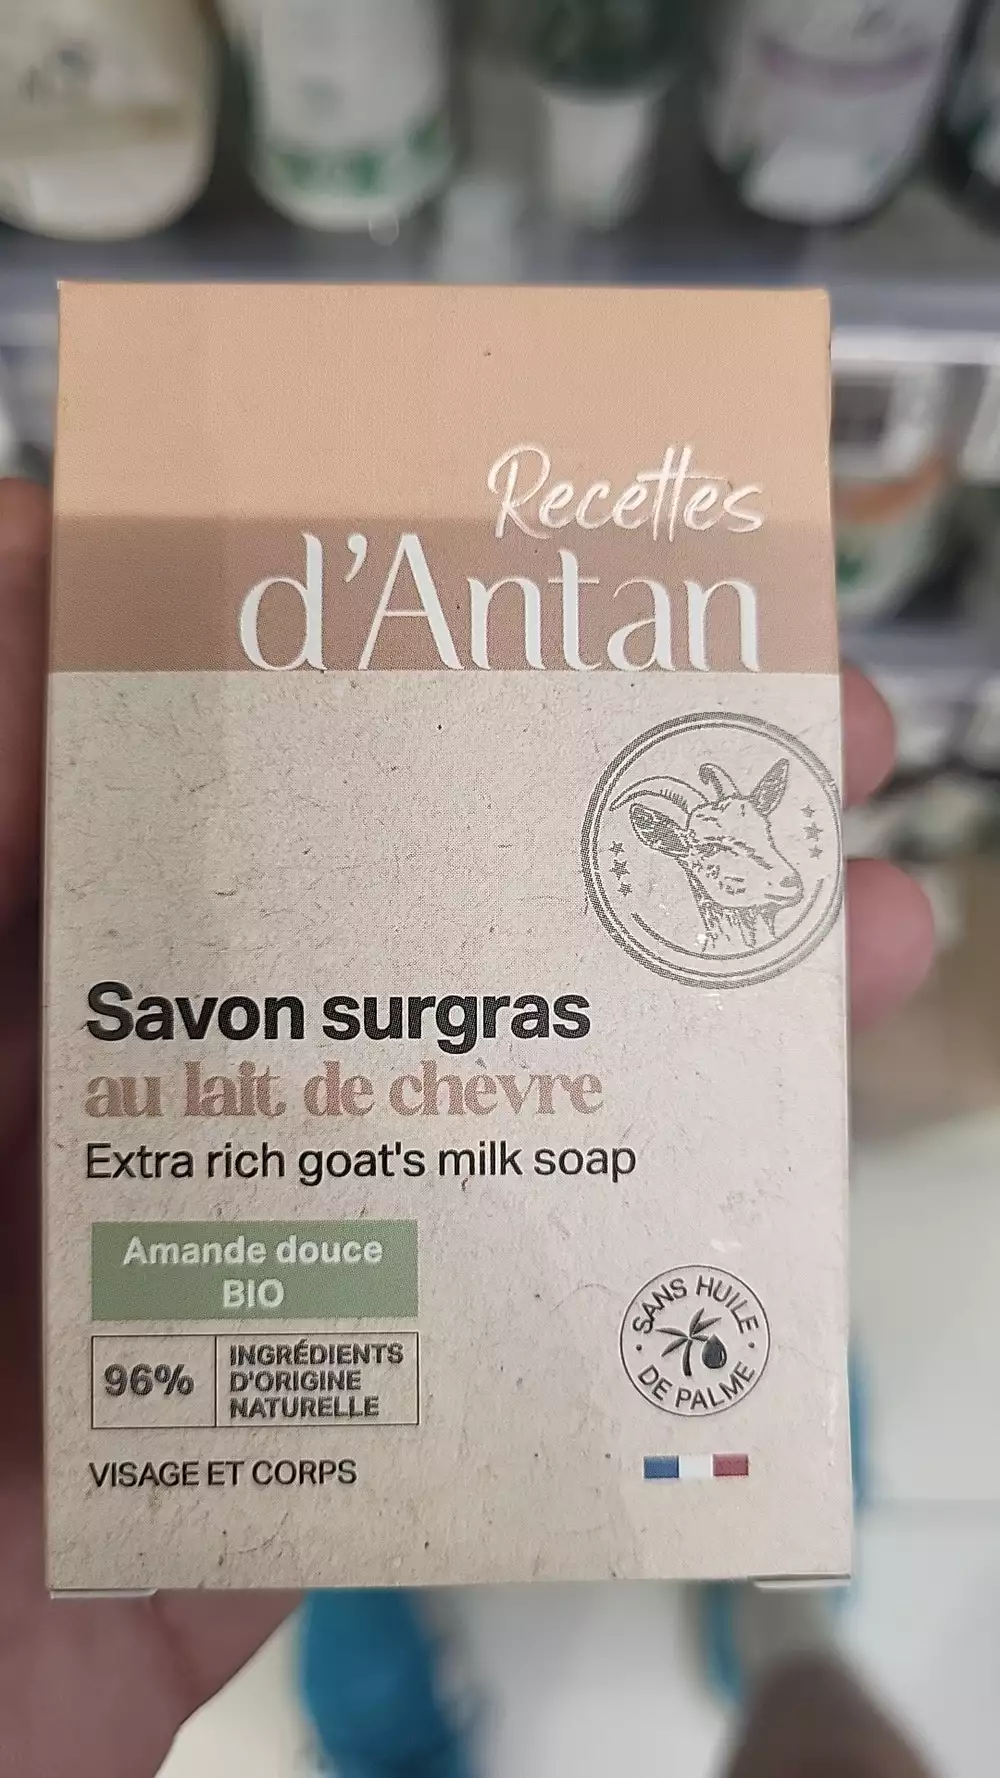 Recettes
d'Antan
Savon surgras
au lait de chèvre
Extra rich goat's milk soap
Amande douce
BIO
96%
INGRÉDIENTS
D'ORIGINE
NATURELLE
SANS HUILE
DE PALME
VISAGE ET CORPS